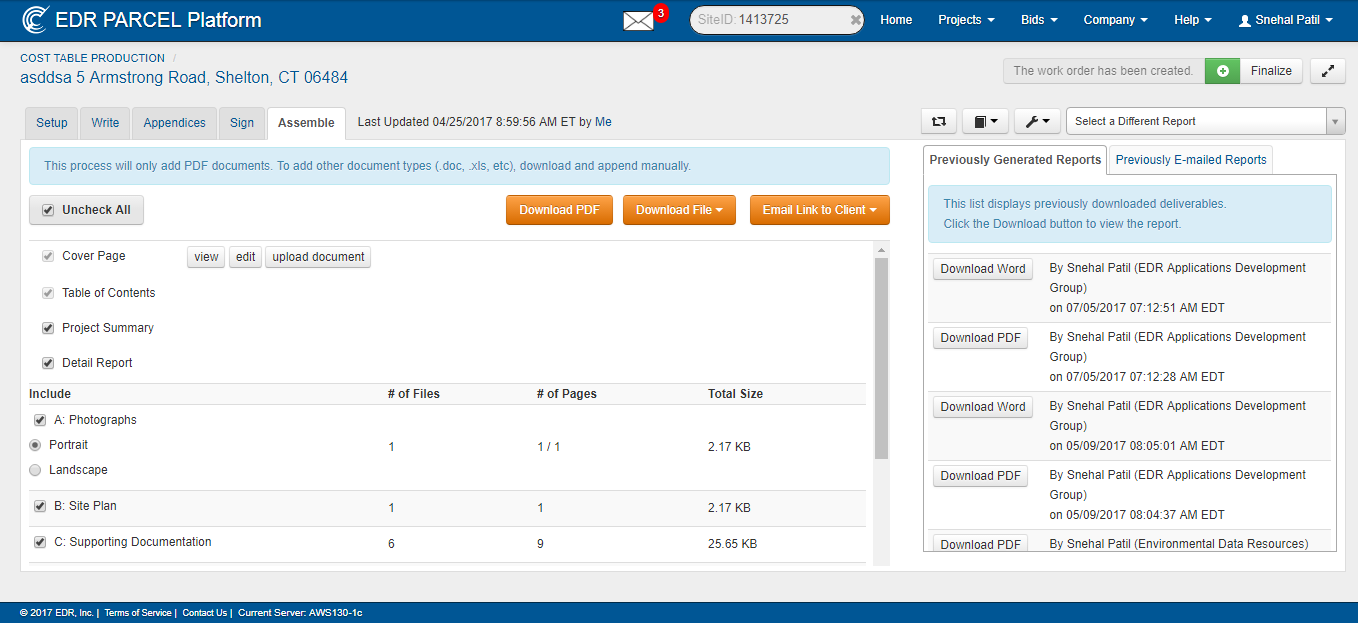 EDR PARCEL Platform
3
SiteID: 1413725
Home
Projects
Bids
Company
Help
Snehal Patil
COST TABLE PRODUCTION /
asddsa 5 Armstrong Road, Shelton, CT 06484
The work order has been created.
Finalize
Setup
Write
Appendices
Sign
Assemble
Last Updated 04/25/2017 8:59:56 AM ET by Me
Select a Different Report
This process will only add PDF documents. To add other document types (.doc, .xls, etc), download and append manually.
Uncheck All
Download PDF
Download File
Email Link to Client
Cover Page
view
edit
upload document
Table of Contents
Project Summary
Detail Report
Include # of Files # of Pages Total Size
A: Photographs
Portrait
1 1 / 1 2.17 KB
Landscape
B: Site Plan 1 1 2.17 KB
C: Supporting Documentation 6 9 25.65 KB
Previously Generated Reports
Previously E-mailed Reports
This list displays previously downloaded deliverables.
Click the Download button to view the report.
Download Word By Snehal Patil (EDR Applications Development
Group)
on 07/05/2017 07:12:51 AM EDT
Download PDF By Snehal Patil (EDR Applications Development
Group)
on 07/05/2017 07:12:28 AM EDT
Download Word By Snehal Patil (EDR Applications Development
Group)
on 05/09/2017 08:05:01 AM EDT
Download PDF By Snehal Patil (EDR Applications Development
Group)
on 05/09/2017 08:04:37 AM EDT
Download PDF By Snehal Patil (Environmental Data Resources)
© 2017 EDR, Inc. | Terms of Service | Contact Us | Current Server: AWS130-1c